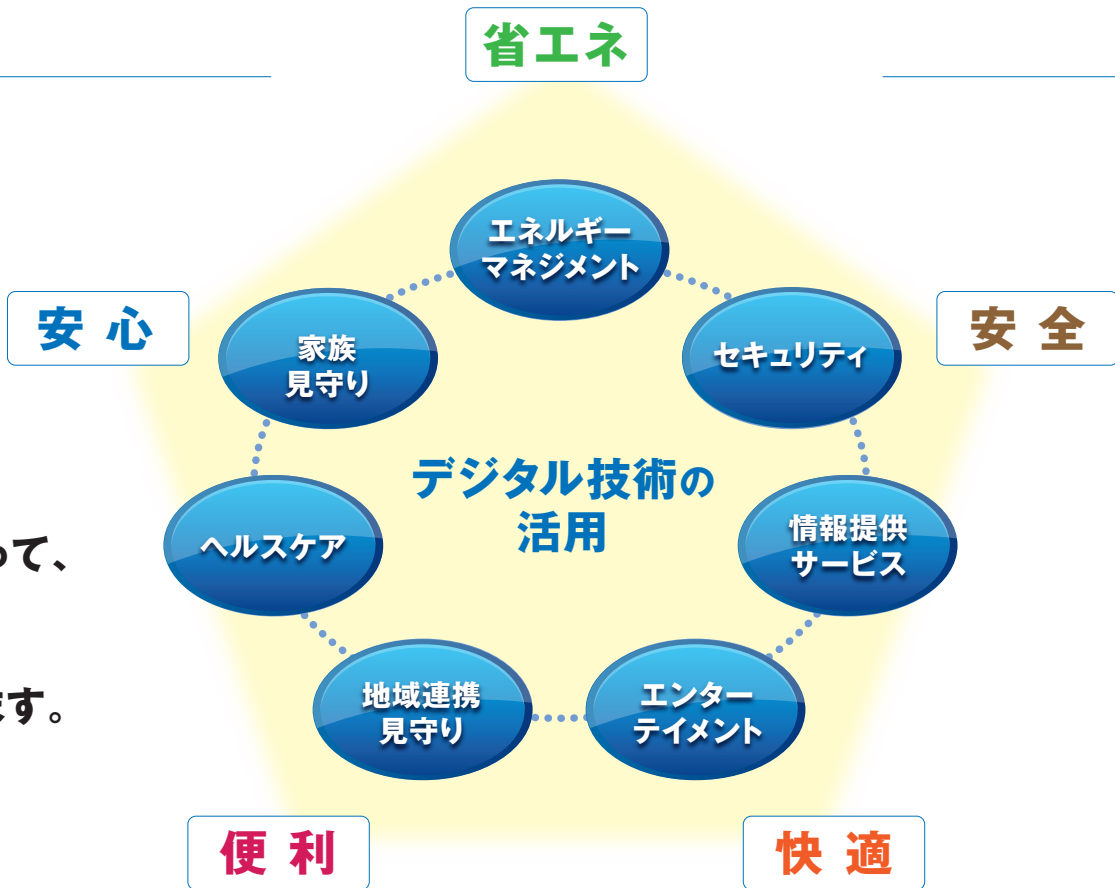 省エネ
エネルギー
マネジメント
安心
安全
家族
見守り
セキュリティ
デジタル技術の
活用
ヘルスケア
情報提供
サービス
って、
地域連携
見守り
エンター
テイメント
ます。
便利
快適